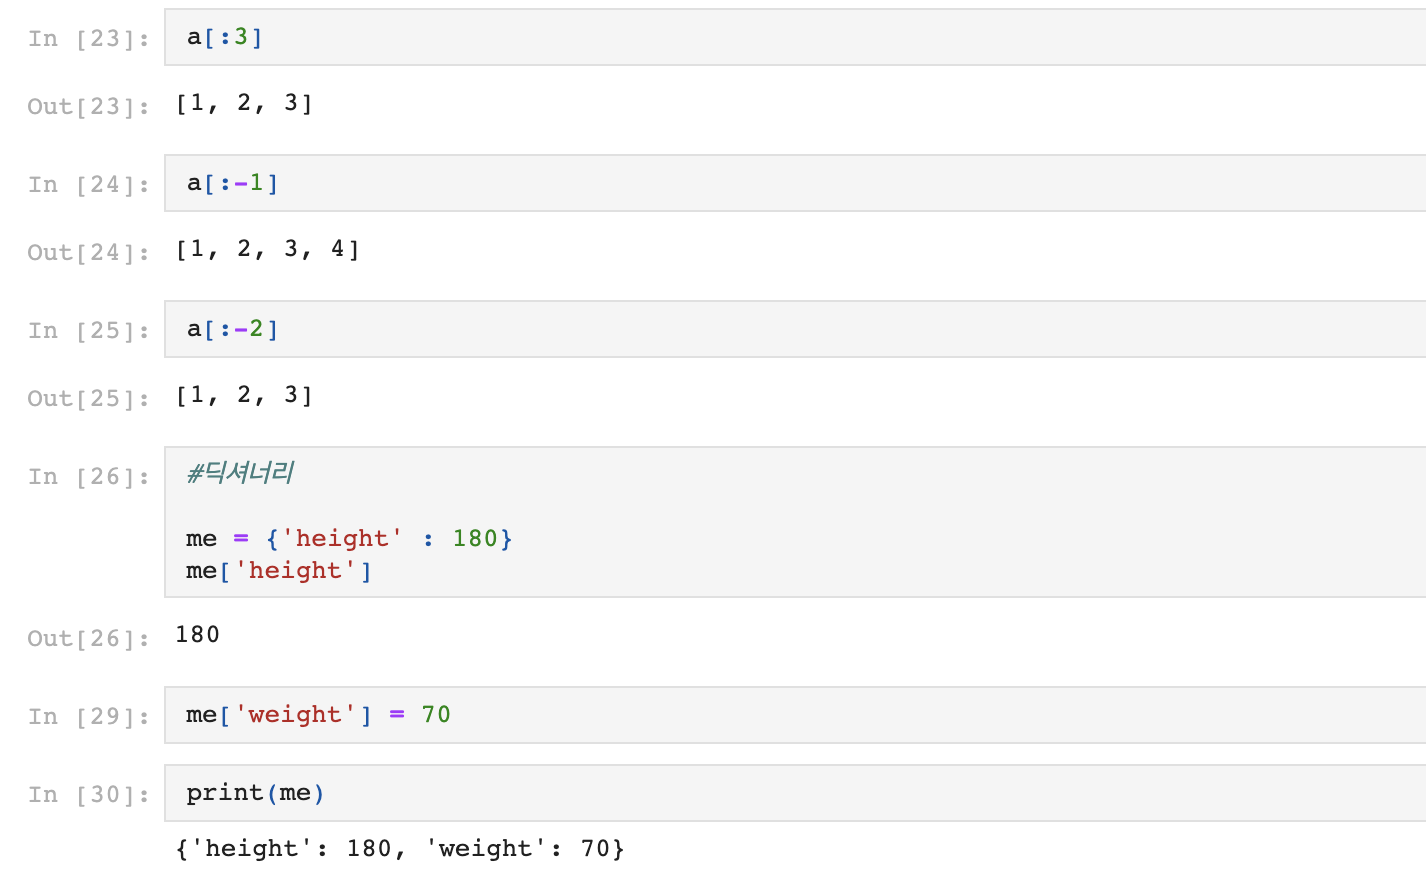 In [23]: a[:3]
Out[23]: [1, 2, 3]
In [24]: a[:-1]
Out[24]: [1, 2, 3, 4]
In [25]: a[:-2]
Out[25]: [1, 2, 3]
In [26]: #딕셔너리
me = {'height' : 180}
me['height']
Out[26]: 180
In [29]: me['weight'] = 70
In [30]: print(me)
{'height': 180, 'weight': 70}